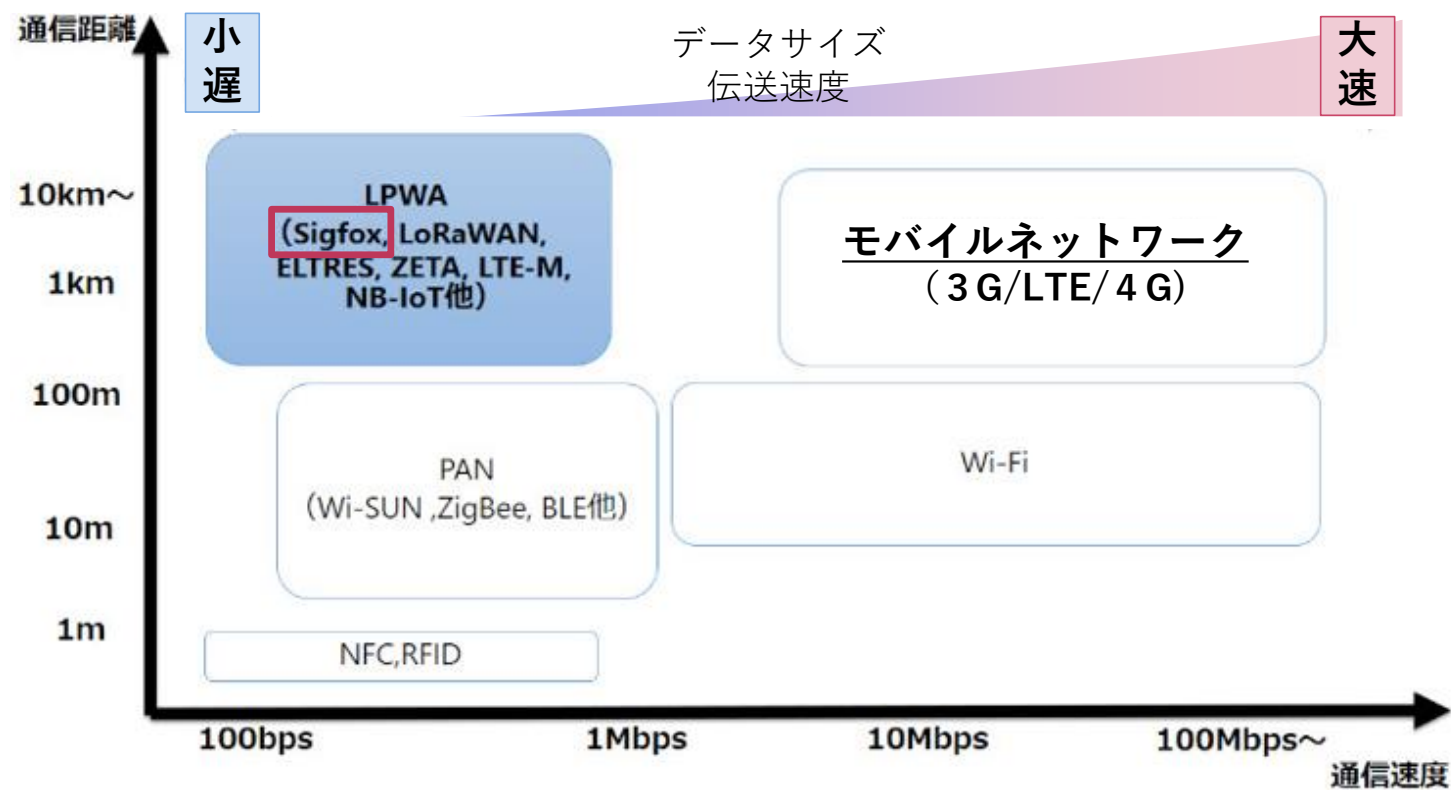 通信距離
小
遅
データサイズ
伝送速度
大
速
10km～
1km
100m
10m
1m
LPWA
（Sigfox, LoRaWAN,
ELTRES, ZETA, LTE-M,
NB-IoT他）
モバイルネットワーク
（３G/LTE/４G)
PAN
（Wi-SUN ,ZigBee, BLE他）
Wi-Fi
NFC,RFID
100bps
1Mbps
10Mbps
100Mbps～
通信速度